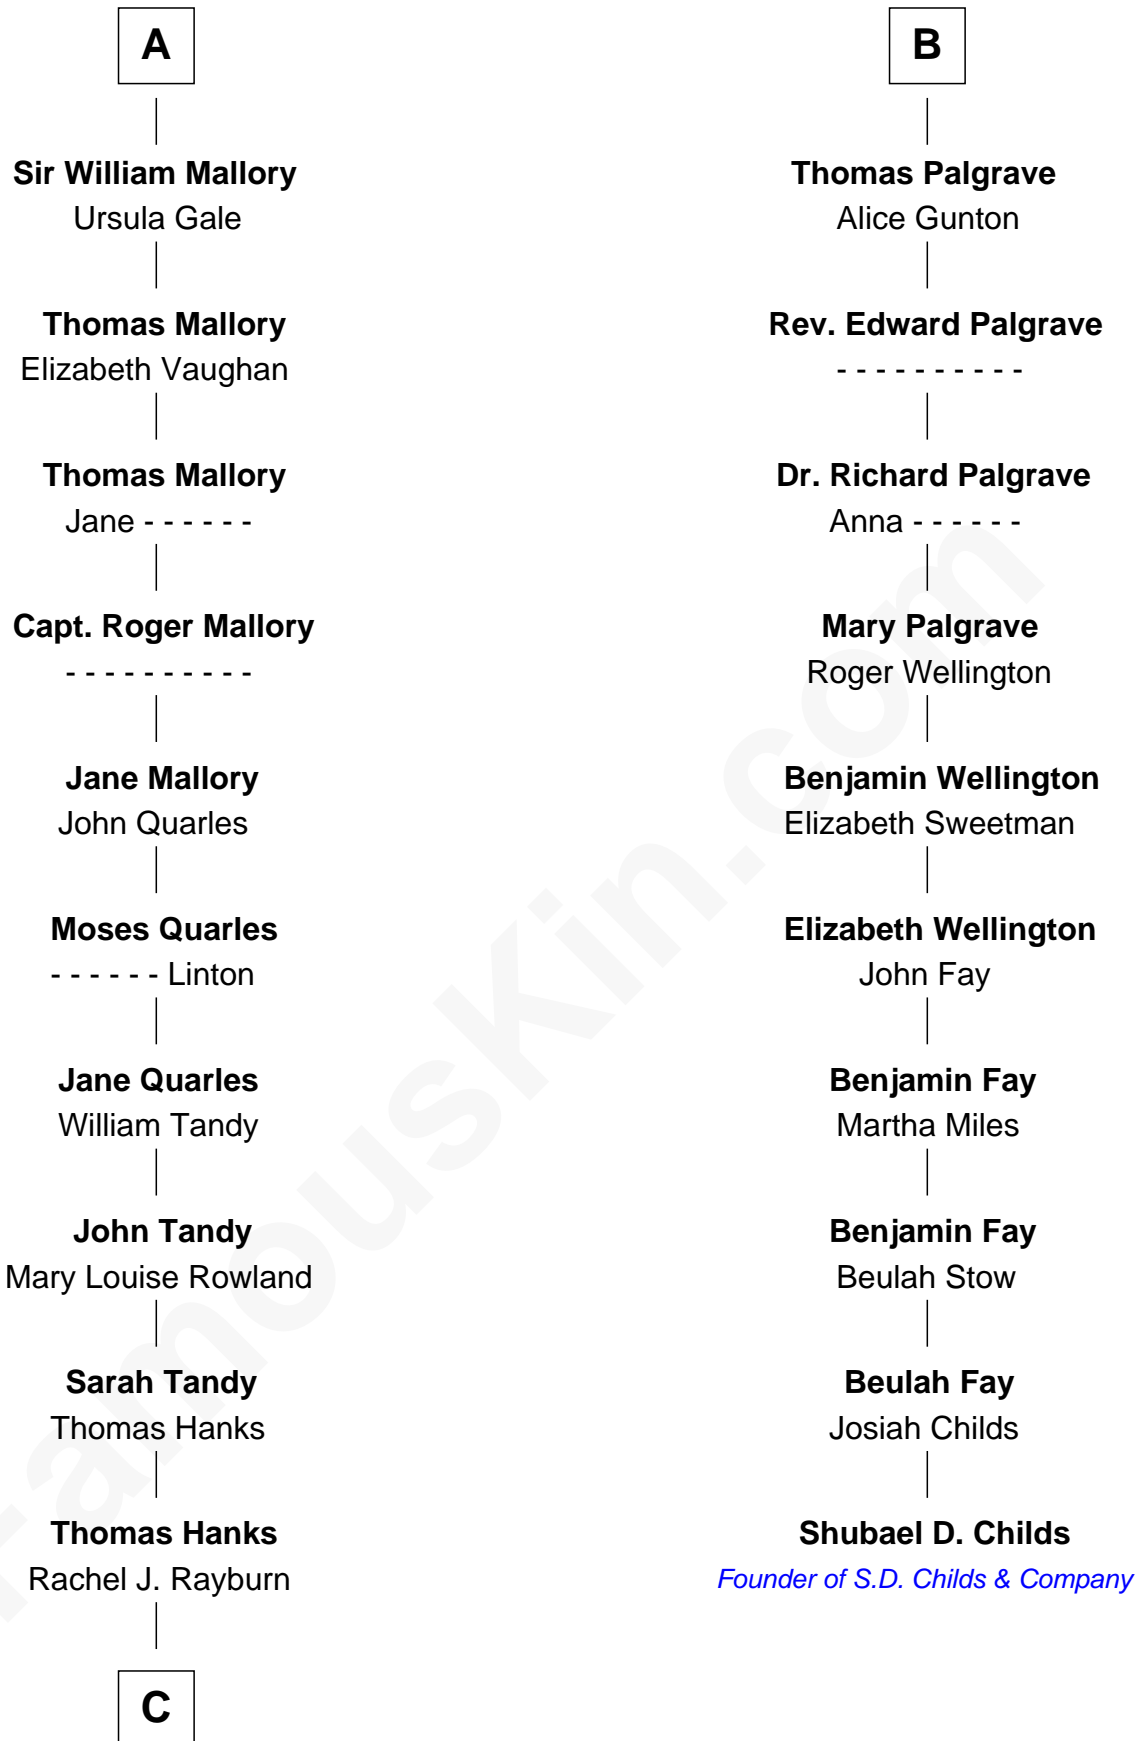 A
Sir William Mallory
Ursula Gale
Thomas Mallory
Elizabeth Vaughan
Thomas Mallory
Jane - - - - - -
Capt. Roger Mallory
- - - - - - - - - -
Jane Mallory
John Quarles
Moses Quarles
- - - - - - Linton
Jane Quarles
William Tandy
John Tandy
Mary Louise Rowland
Sarah Tandy
Thomas Hanks
Thomas Hanks
Rachel J. Rayburn
C
B
Thomas Palgrave
Alice Gunton
Rev. Edward Palgrave
- - - - - - - - - -
Dr. Richard Palgrave
Anna - - - - - -
Mary Palgrave
Roger Wellington
Benjamin Wellington
Elizabeth Sweetman
Elizabeth Wellington
John Fay
Benjamin Fay
Martha Miles
Benjamin Fay
Beulah Stow
Beulah Fay
Josiah Childs
Shubael D. Childs
Founder of S.D. Childs & Company
FamousKin.com